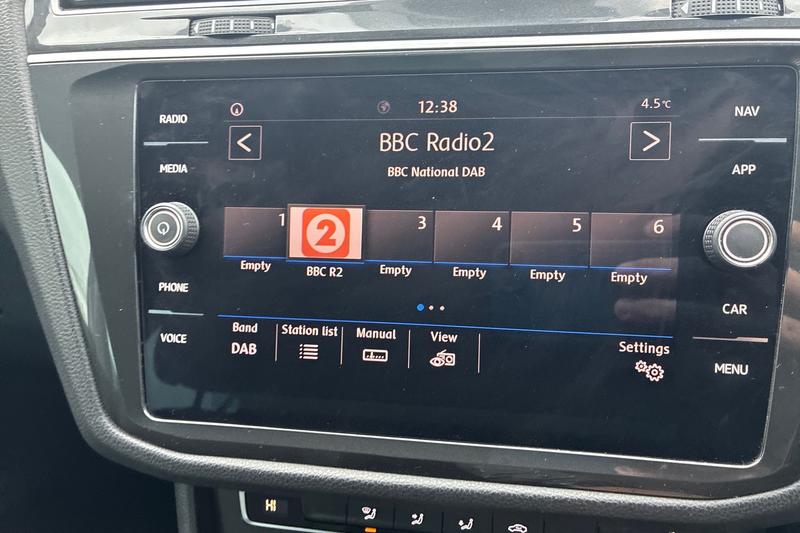 RADIO
MEDIA
PHONE
VOICE
12:38
4.5°C
<
BBC Radio2
>
BBC National DAB
1
2
3
4
5
6
Empty
BBC R2
Empty
Empty
Empty
Empty
Band
DAB
Station list
Manual
View
Settings
NAV
APP
CAR
MENU
HI